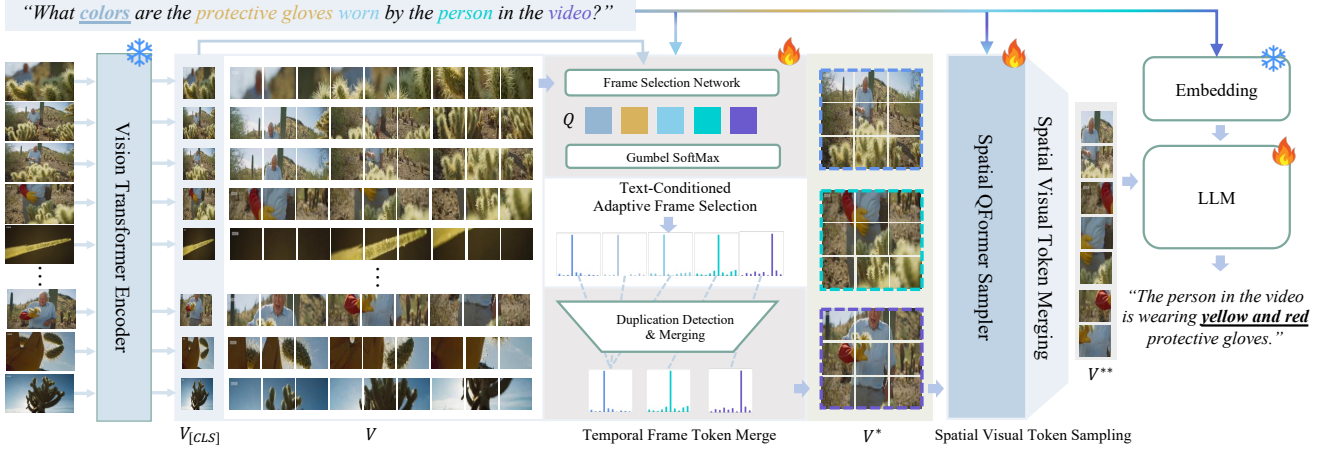 “What colors are the protective gloves worn by the person in the video?”
Vision Transformer Encoder
Frame Selection Network
Q
Gumbel SoftMax
Text-Conditioned
Adaptive Frame Selection
Duplication Detection
& Merging
Spatial QFormer Sampler
Spatial Visual Token Merging
Embedding
LLM
“The person in the video
is wearing yellow and red
protective gloves.”
V**
V[CLS]
V
Temporal Frame Token Merge
V*
Spatial Visual Token Sampling